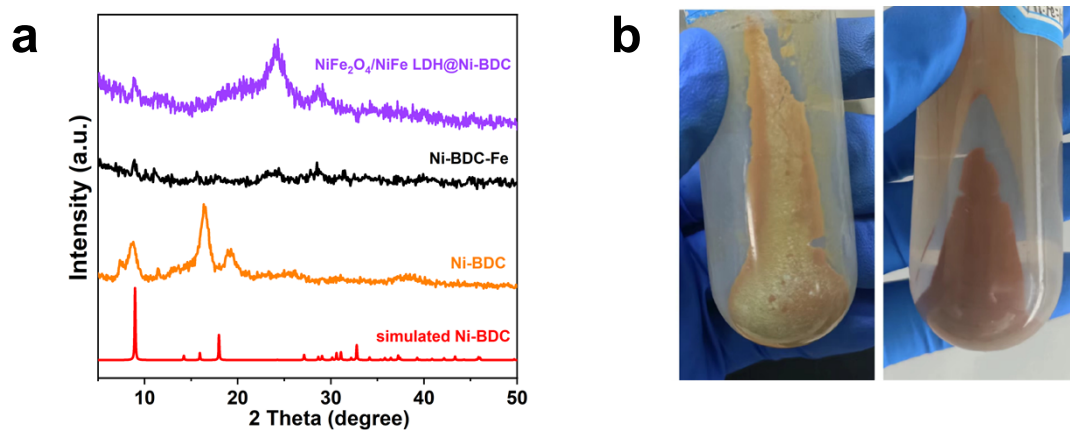 a
b
NiFe2O4/NiFe LDH@Ni-BDC
Ni-BDC-Fe
Ni-BDC
simulated Ni-BDC
Intensity (a.u.)
10 20 30 40 50
2 Theta (degree)